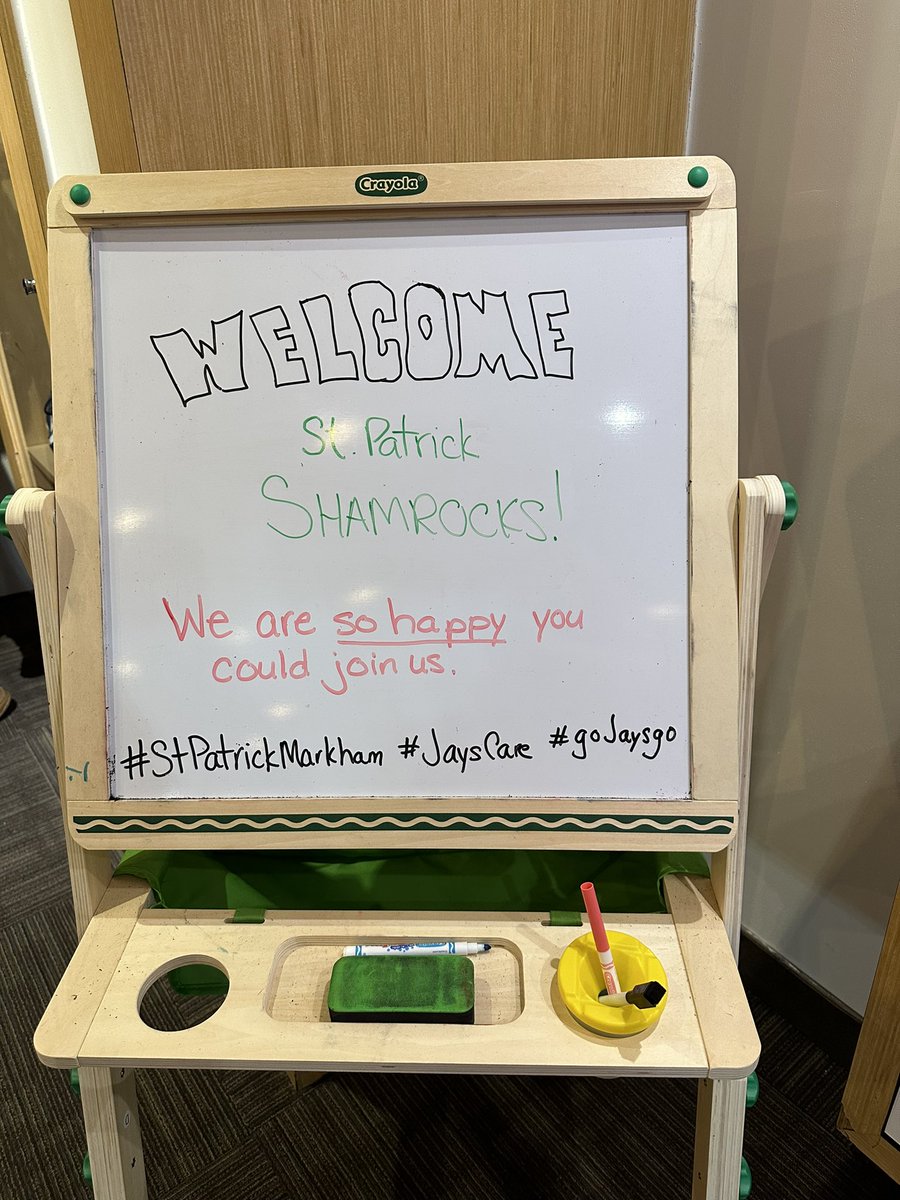 Crayola
WELCOME
St. Patrick
SHAMROCKS!
We are so happy you
could join us.
#StPatrickMarkham #JaysCare #goJaysgo